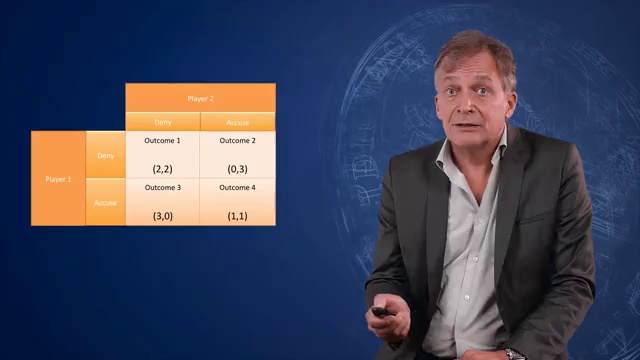 Player 2
Deny Accuse
Player 1
Deny
Outcome 1 Outcome 2
(2,2) (0,3)
Accuse
Outcome 3 Outcome 4
(3,0) (1,1)